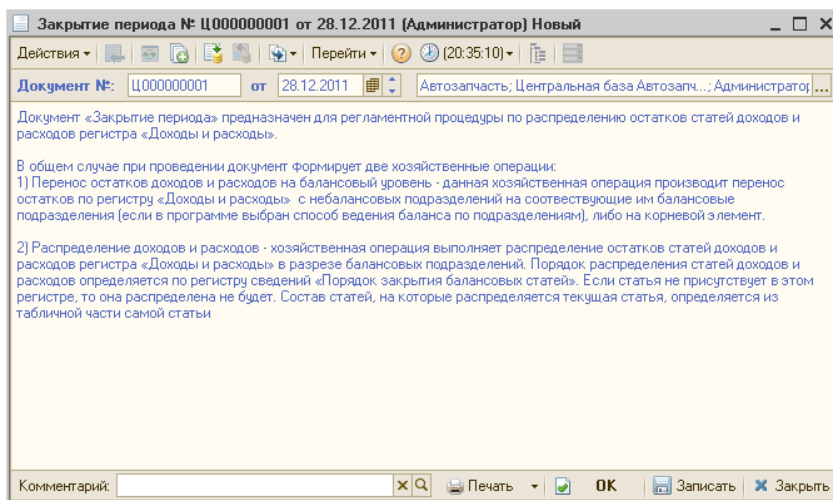 Закрытие периода № Ц000000001 от 28.12.2011 (Администратор) Новый
Действия Перейти (20:35:10)
Документ №: Ц000000001 от 28.12.2011 Автозапчасть; Центральная база Автозапч...; Администратор ...
Документ «Закрытие периода» предназначен для регламентной процедуры по распределению остатков статей доходов и
расходов регистра «Доходы и расходы».
В общем случае при проведении документ формирует две хозяйственные операции:
1) Перенос остатков доходов и расходов на балансовый уровень - данная хозяйственная операция производит перенос
остатков по регистру «Доходы и расходы» с небалансовых подразделений на соотвествующие им балансовые
подразделения (если в программе выбран способ ведения баланса по подразделениям), либо на корневой элемент.
2) Распределение доходов и расходов - хозяйственная операция выполняет распределение остатков статей доходов и
расходов регистра «Доходы и расходы» в разрезе балансовых подразделений. Порядок распределения статей доходов и
расходов определяется по регистру сведений «Порядок закрытия балансовых статей». Если статья не присутствует в этом
регистре, то она распределена не будет. Состав статей, на которые распределяется текущая статья, определяется из
табличной части самой статьи
Комментарий: Печать OK Записать Закрыть